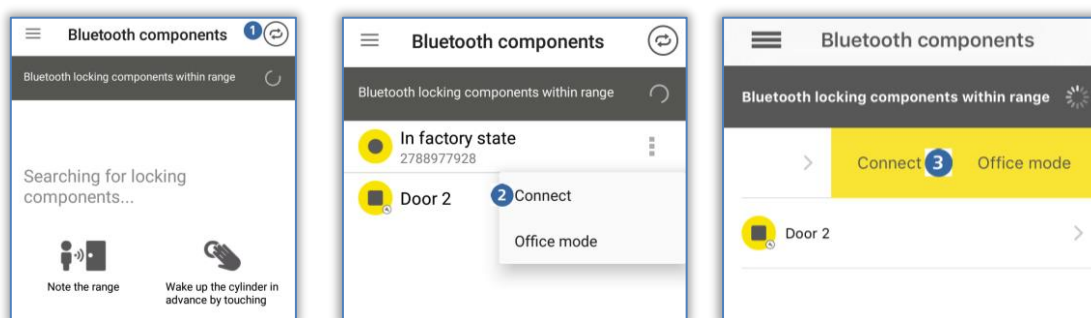 Bluetooth components 1
Bluetooth locking components within range
Searching for locking
components...
Note the range
Wake up the cylinder in
advance by touching
Bluetooth components
Bluetooth locking components within range
In factory state
2788977928
Door 2
2 Connect
Office mode
Bluetooth components
Bluetooth locking components within range
Connect 3 Office mode
Door 2